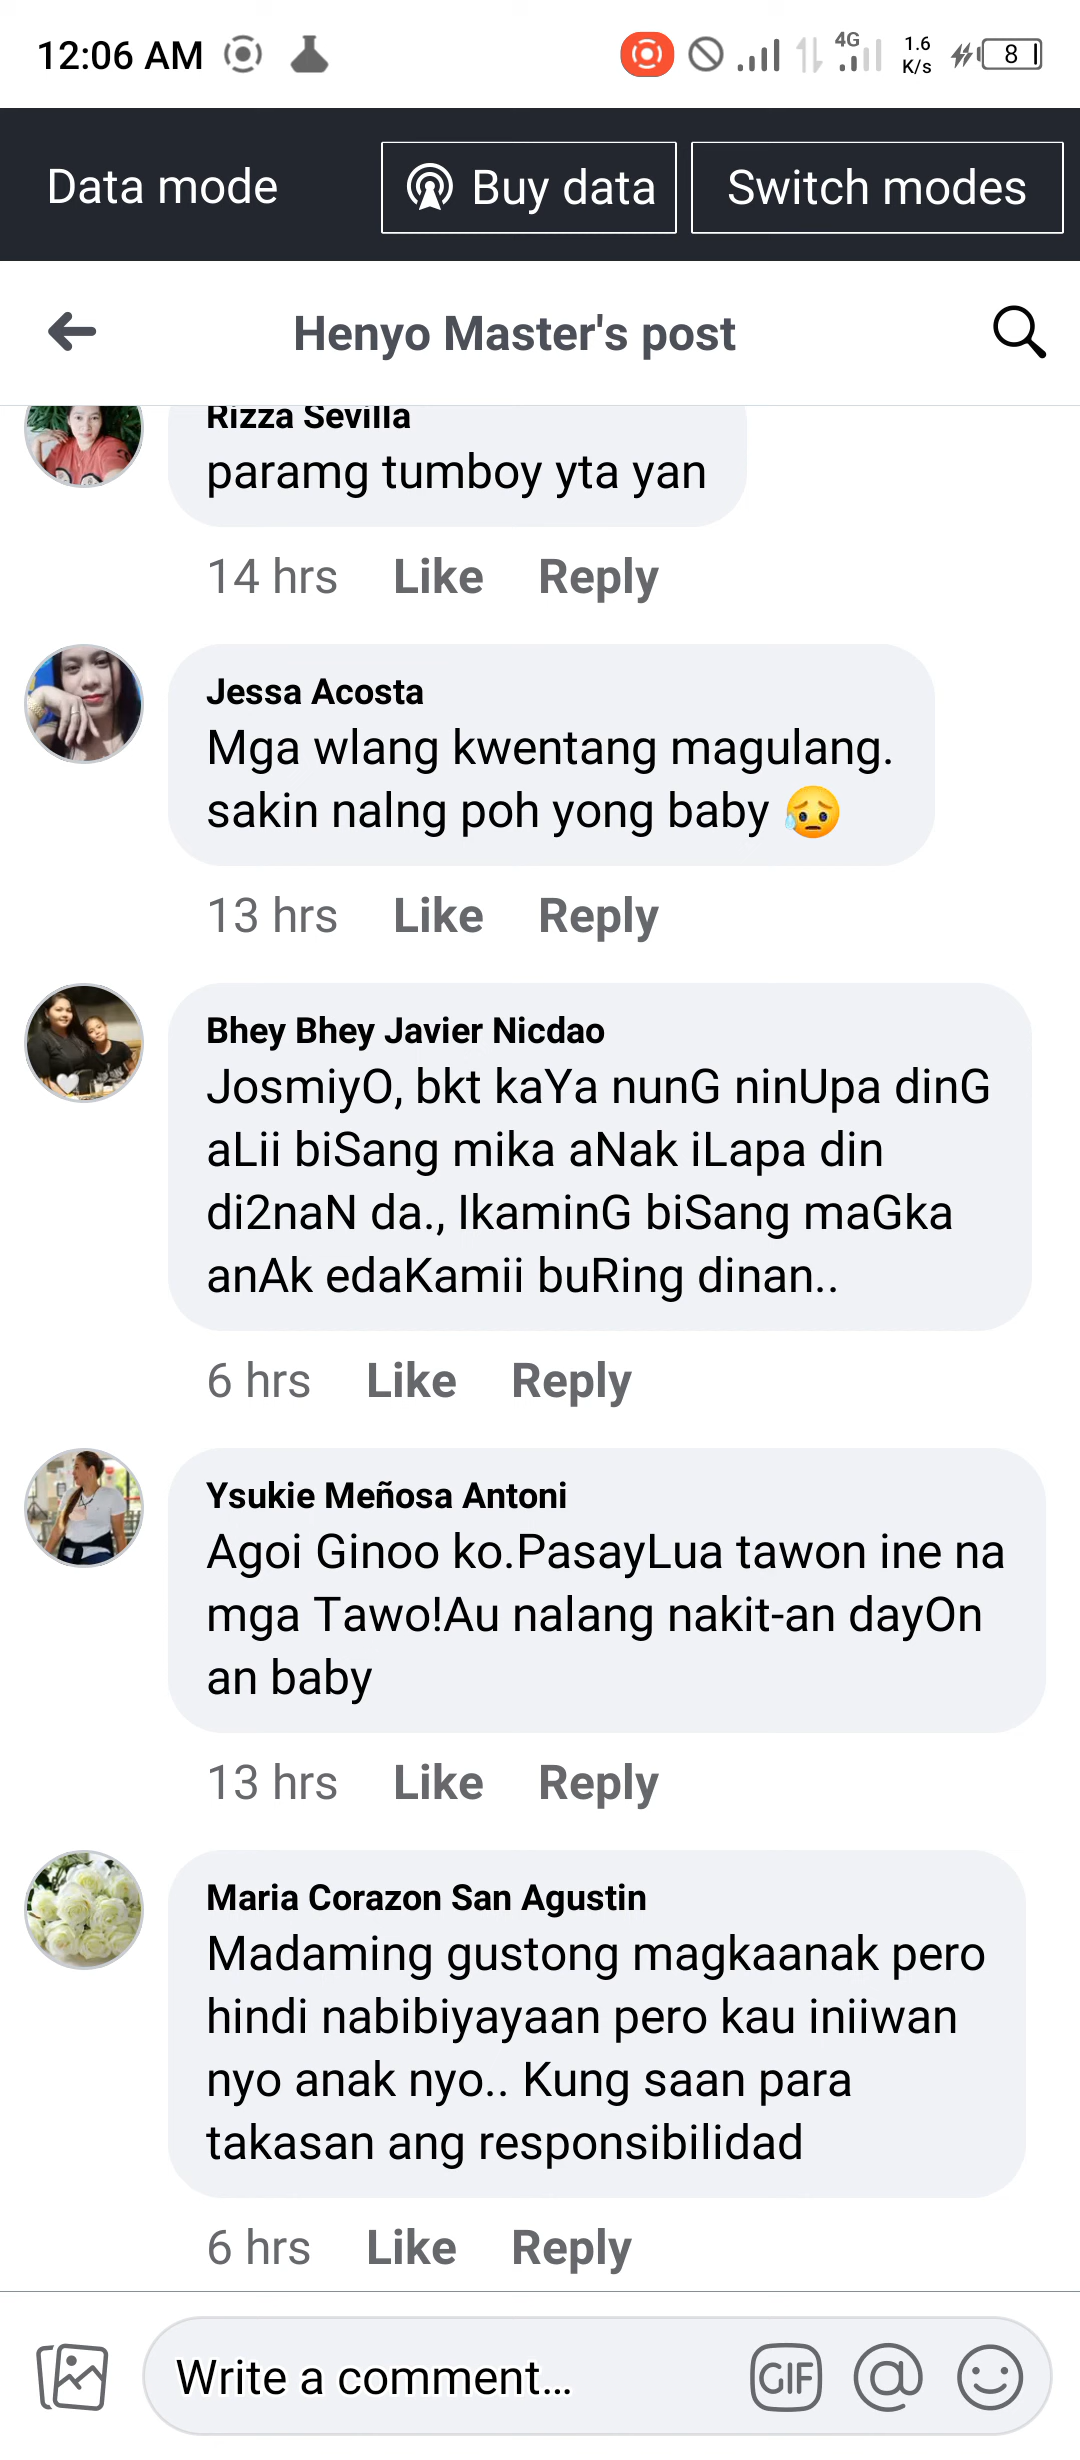 12:06 AM
4G
1.6
K/s
8
Data mode
Buy data
Switch modes
Henyo Master's post
Rizza Sevilla
paramg tumboy yta yan
14 hrs Like Reply
Jessa Acosta
Mga wlang kwentang magulang.
sakin nalng poh yong baby 😥
13 hrs Like Reply
Bhey Bhey Javier Nicdao
JosmiyO, bkt kaYa nunG ninUpa dinG
aLii biSang mika aNak iLapa din
di2naN da., IkaminG biSang maGka
anAk edaKamii buRing dinan..
6 hrs Like Reply
Ysukie Meñosa Antoni
Agoi Ginoo ko.PasayLua tawon ine na
mga Tawo!Au nalang nakit-an dayOn
an baby
13 hrs Like Reply
Maria Corazon San Agustin
Madaming gustong magkaanak pero
hindi nabibiyayaan pero kau iniiwan
nyo anak nyo.. Kung saan para
takasan ang responsibilidad
6 hrs Like Reply
Write a comment...
GIF